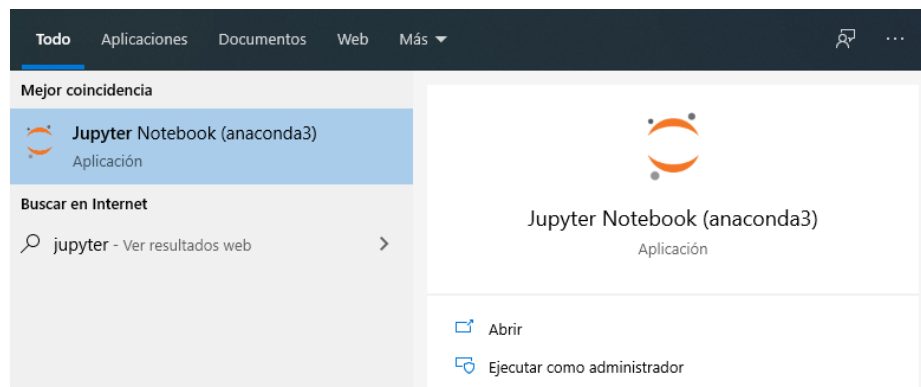 Todo Aplicaciones Documentos Web Más
Mejor coincidencia
Jupyter Notebook (anaconda3)
Aplicación
Buscar en Internet
jupyter - Ver resultados web
Jupyter Notebook (anaconda3)
Aplicación
Abrir
Ejecutar como administrador